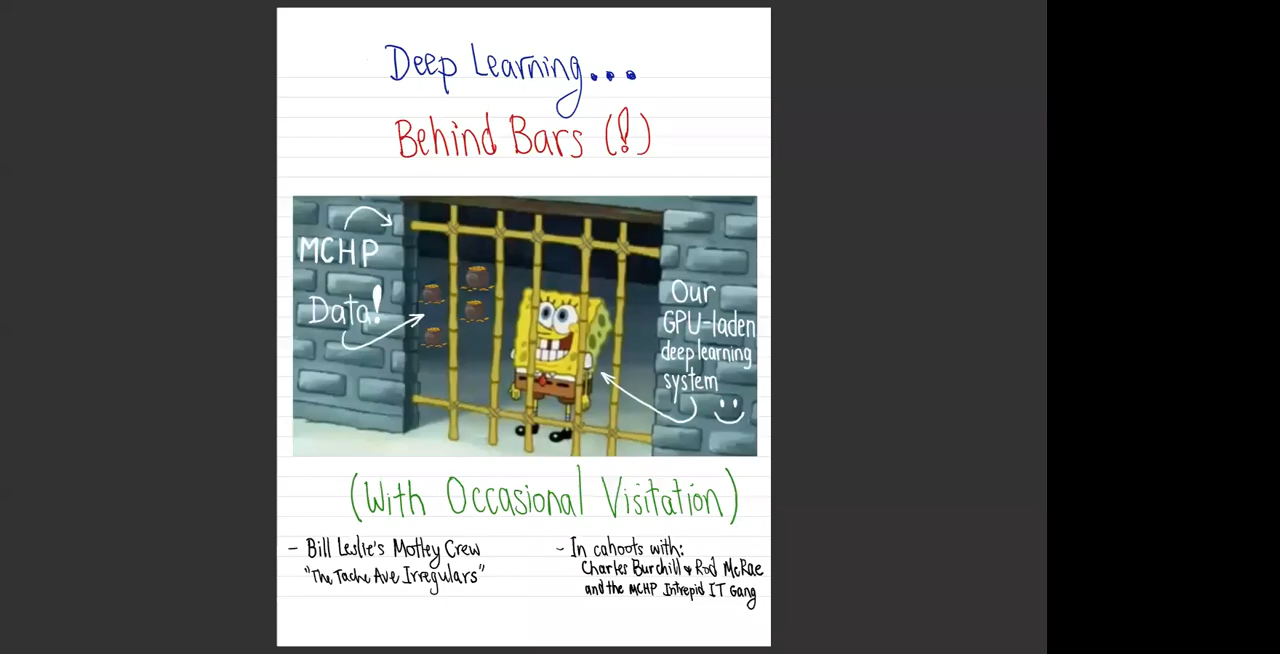 Deep Learning...
Behind Bars (!)
MCHP
Data!
Our
GPU-laden
deep learning
system
(With Occasional Visitation)
- Bill Leslie's Motley Crew
"The Tache Ave Irregulars"
- In cahoots with:
Charles Burchill & Rod McRae
and the MCHP Intrepid IT Gang